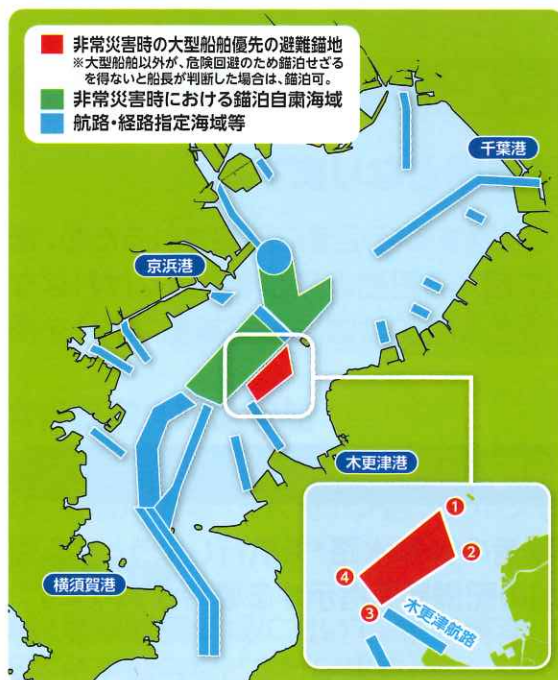 非常災害時の大型船舶優先の避難錨地
※大型船舶以外が、危険回避のため錨泊せざる
を得ないと船長が判断した場合は、錨泊可。
非常災害時における錨泊自粛海域
航路・経路指定海域等
千葉港
京浜港
木更津港
横須賀港
1
2
4
3
木更津航路